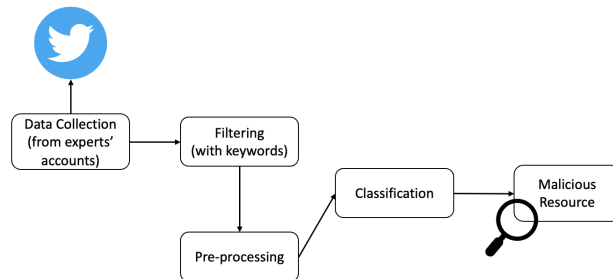 Data Collection
(from experts'
accounts)
Filtering
(with keywords)
Pre-processing
Classification
Malicious
Resource